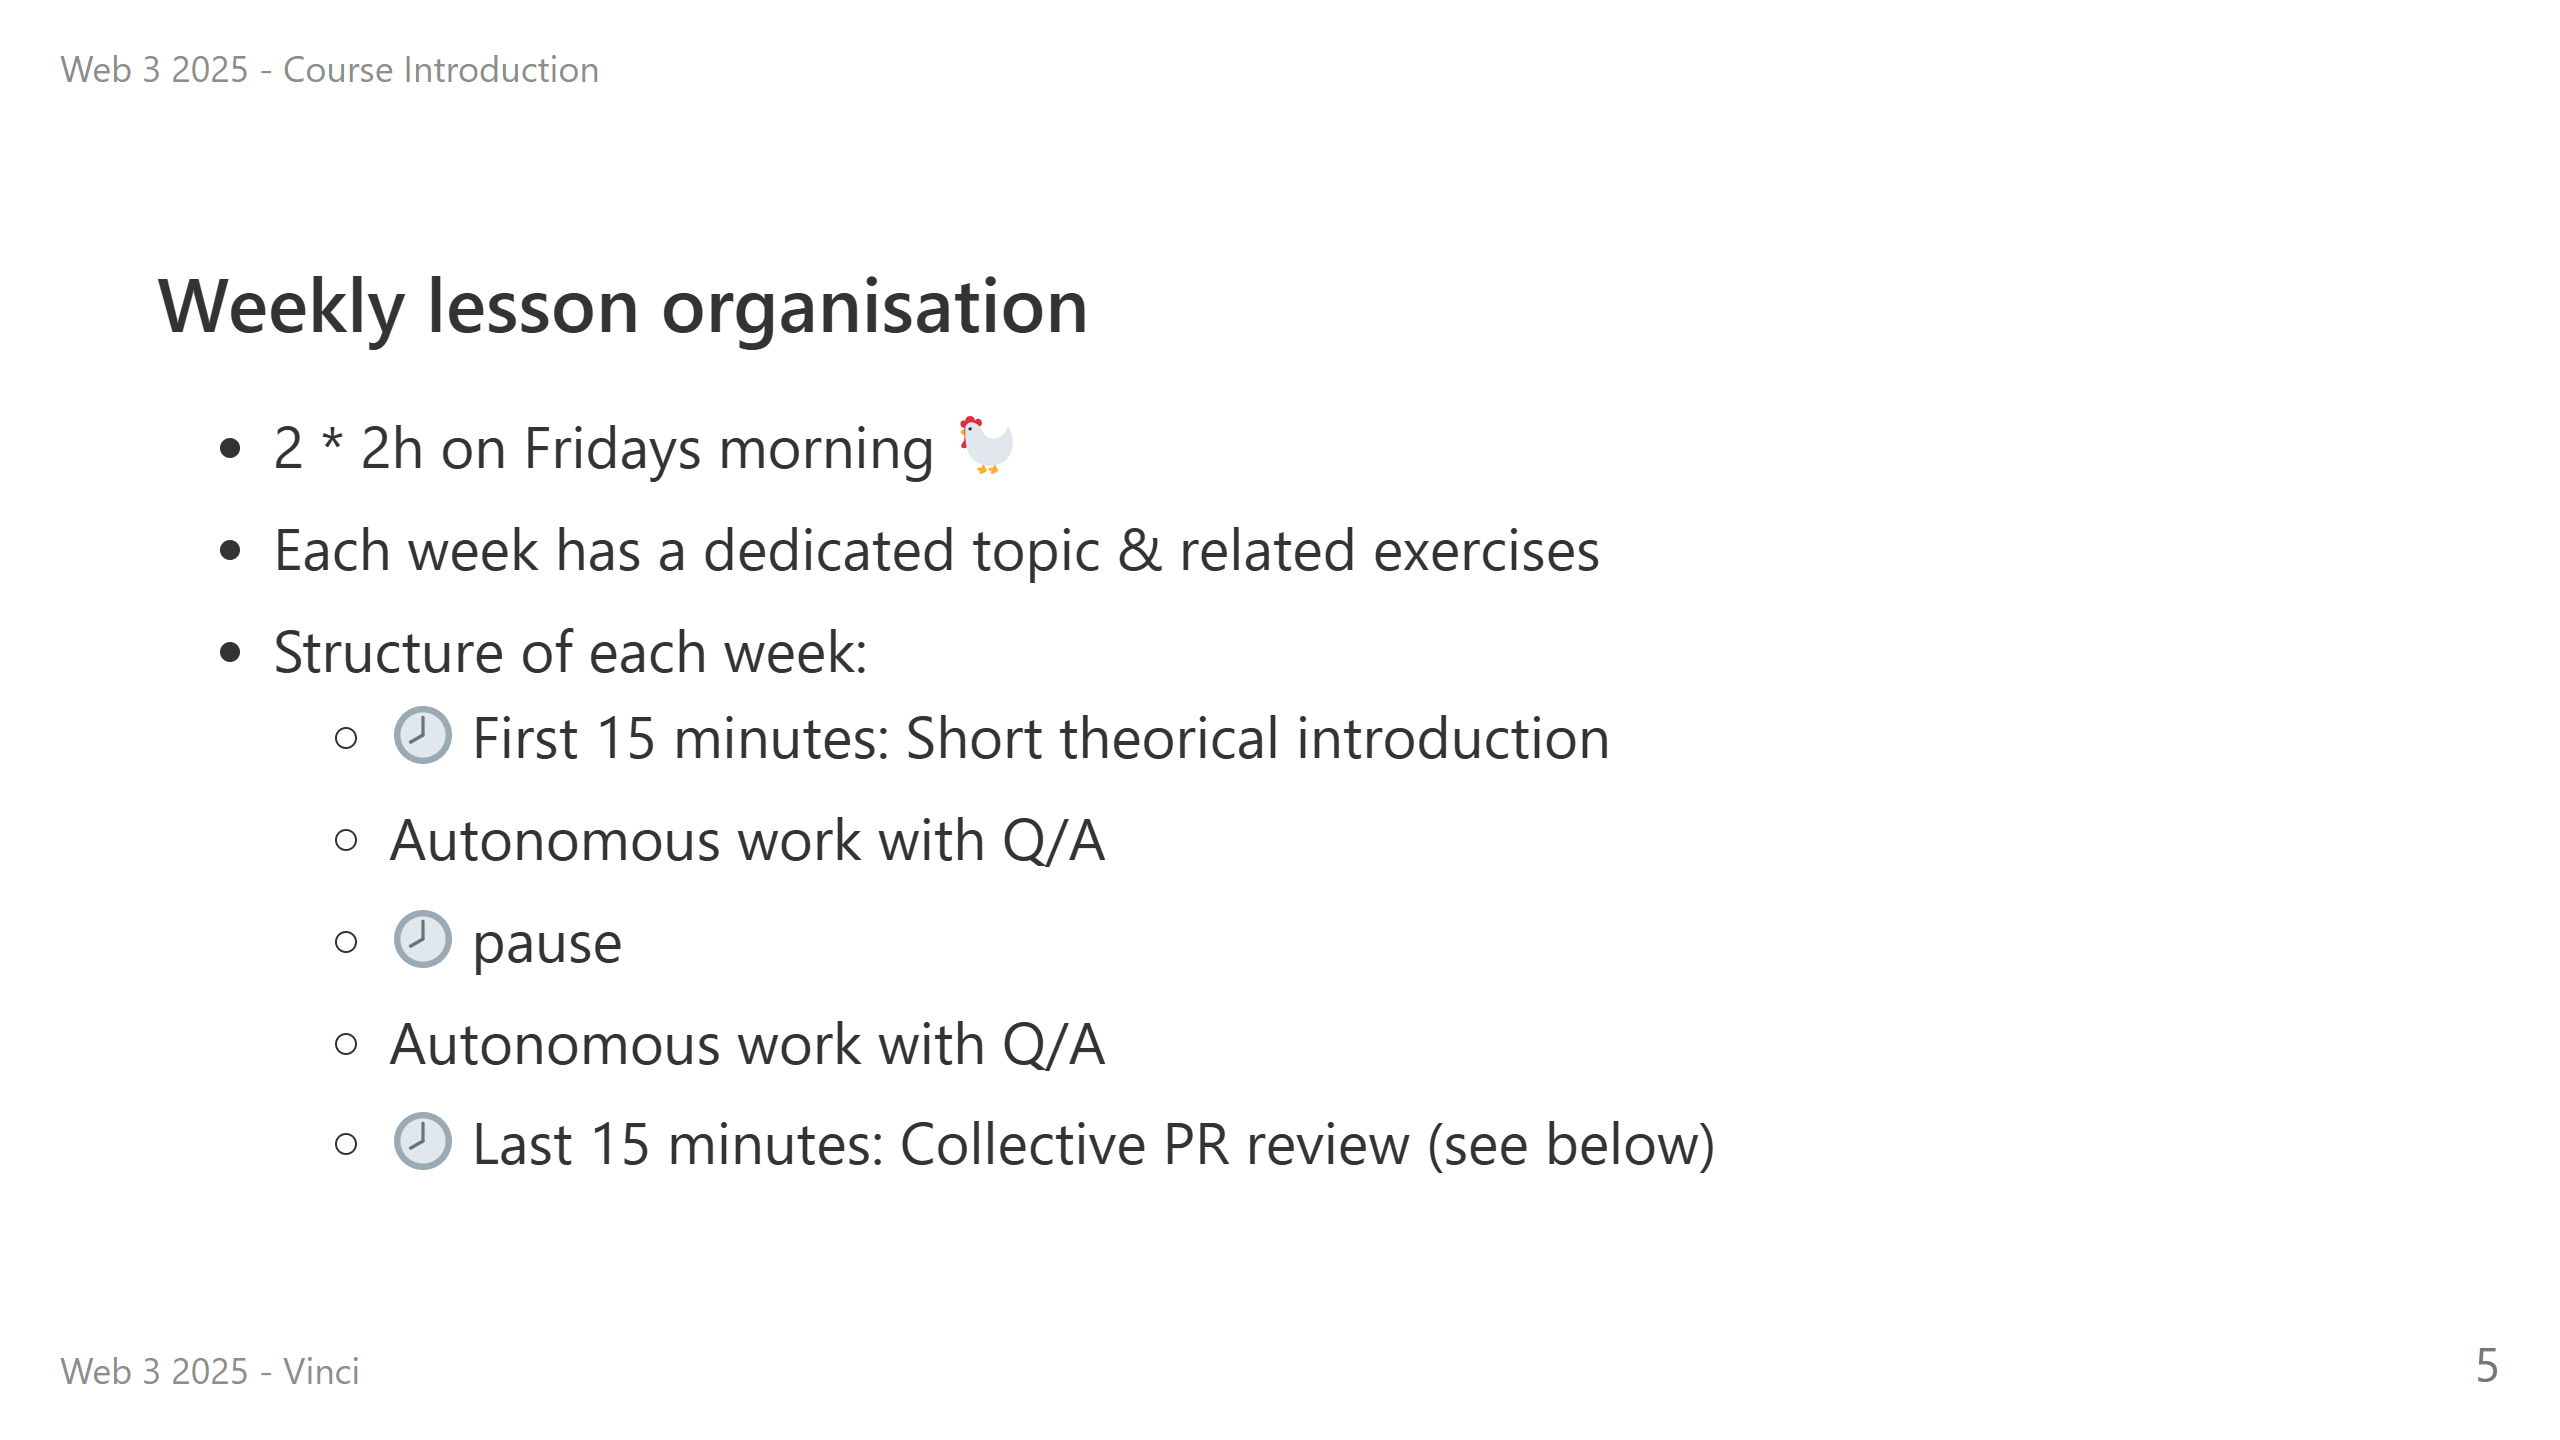 Web 3 2025 - Course Introduction
Weekly lesson organisation
2 * 2h on Fridays morning 🐔
Each week has a dedicated topic & related exercises
Structure of each week:
🕗 First 15 minutes: Short theorical introduction
Autonomous work with Q/A
🕗 pause
Autonomous work with Q/A
🕗 Last 15 minutes: Collective PR review (see below)
Web 3 2025 - Vinci
5